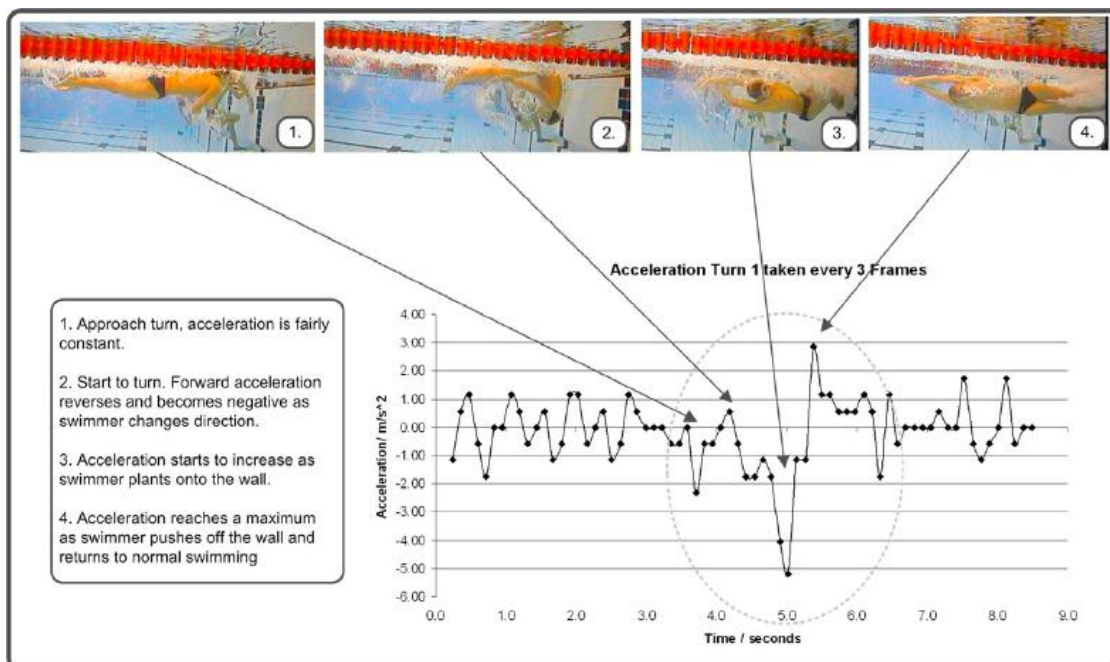 1.
2.
3.
4.
Acceleration Turn 1 taken every 3 Frames
1. Approach turn, acceleration is fairly
constant.
2. Start to turn. Forward acceleration
reverses and becomes negative as
swimmer changes direction.
3. Acceleration starts to increase as
swimmer plants onto the wall.
4. Acceleration reaches a maximum
as swimmer pushes off the wall and
returns to normal swimming
Acceleration/ m/s^2
4.00
3.00
2.00
1.00
0.00
-1.00
-2.00
-3.00
-4.00
-5.00
-6.00
0.0 1.0 2.0 3.0 4.0 5.0 6.0 7.0 8.0 9.0
Time / seconds